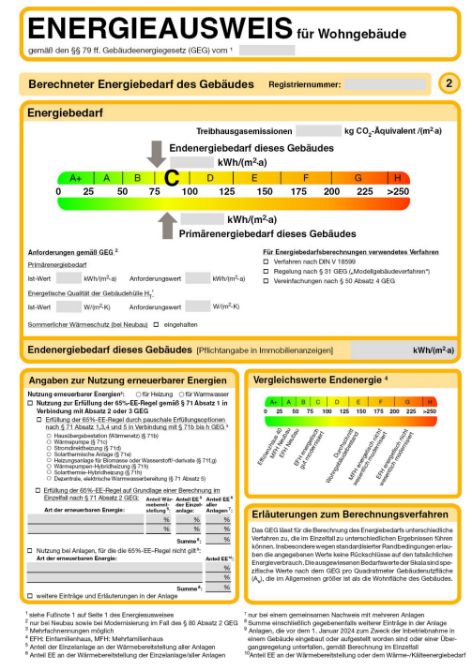 ENERGIEAUSWEIS für Wohngebäude
gemäß den §§ 79 ff. Gebäudeenergiegesetz (GEG) vom ¹
Berechneter Energiebedarf des Gebäudes Registriernummer: 2
Energiebedarf
Treibhausgasemissionen kg CO₂-Äquivalent /(m²·a)
Endenergiebedarf dieses Gebäudes
kWh/(m²·a)
A+ A B C D E F G H
0 25 50 75 100 125 150 175 200 225 >250
kWh/(m²·a)
Primärenergiebedarf dieses Gebäudes
Anforderungen gemäß GEG ²
Primärenergiebedarf
Ist-Wert kWh/(m²·a) Anforderungswert kWh/(m²·a)
Energetische Qualität der Gebäudehülle H_T'
Ist-Wert W/(m²·K) Anforderungswert W/(m²·K)
Sommerlicher Wärmeschutz (bei Neubau) eingehalten
Für Energiebedarfsberechnungen verwendetes Verfahren
Verfahren nach DIN V 18599
Regelung nach § 31 GEG („Modellgebäudeverfahren")
Vereinfachungen nach § 50 Absatz 4 GEG
Endenergiebedarf dieses Gebäudes [Pflichtangabe in Immobilienanzeigen] kWh/(m²·a)
Angaben zur Nutzung erneuerbarer Energien
Nutzung erneuerbarer Energien³: für Heizung für Warmwasser
Nutzung zur Erfüllung der 65%-EE-Regel gemäß § 71 Absatz 1 in
Verbindung mit Absatz 2 oder 3 GEG
Erfüllung der 65%-EE-Regel durch pauschale Erfüllungsoptionen
nach § 71 Absatz 1,3,4 und 5 in Verbindung mit § 71b bis h GEG
Hausübergabestation (Wärmenetz) (§ 71b)
Wärmepumpe (§ 71c)
Stromdirektheizung (§ 71d)
Solarthermische Anlage (§ 71e)
Heizungsanlage für Biomasse oder Wasserstoff/-derivate (§ 71f,g)
Wärmepumpen-Hybridheizung (§ 71h)
Solarthermie-Hybridheizung (§ 71h)
Dezentrale, elektrische Warmwasserbereitung (§ 71 Absatz 5)
Erfüllung der 65%-EE-Regel auf Grundlage einer Berechnung im
Einzelfall nach § 71 Absatz 2 GEG:
Art der erneuerbaren Energie:
Anteil Wärmebereitstellung ⁵:
Anteil EE⁶ der Einzelanlage:
Anteil EE⁶ aller Anlagen⁷:
% %
% %
Summe⁸: %
Nutzung bei Anlagen, für die die 65%-EE-Regel nicht gilt⁹:
Art der erneuerbaren Energie: Anteil EE¹⁰:
%
%
Summe⁸: %
weitere Einträge und Erläuterungen in der Anlage
Vergleichswerte Endenergie ⁴
A+ A B C D E F G H
0 25 50 75 100 125 150 175 200 225 >250
Effizienzhaus 40
MFH Neubau
EFH Neubau
EFH energetisch
gut modernisiert
Durchschnitt
Wohngebäudebestand
MFH energetisch nicht
wesentlich modernisiert
EFH energetisch nicht
wesentlich modernisiert
Erläuterungen zum Berechnungsverfahren
Das GEG lässt für die Berechnung des Energiebedarfs unterschiedliche
Verfahren zu, die im Einzelfall zu unterschiedlichen Ergebnissen führen
können. Insbesondere wegen standardisierter Randbedingungen erlauben
die angegebenen Werte keine Rückschlüsse auf den tatsächlichen
Energieverbrauch. Die ausgewiesenen Bedarfswerte der Skala sind spezifische
Werte nach dem GEG pro Quadratmeter Gebäudenutzfläche
(A_N), die im Allgemeinen größer ist als die Wohnfläche des Gebäudes.
¹ siehe Fußnote 1 auf Seite 1 des Energieausweises
² nur bei Neubau sowie bei Modernisierung im Fall des § 80 Absatz 2 GEG
³ Mehrfachnennungen möglich
⁴ EFH: Einfamilienhaus, MFH: Mehrfamilienhaus
⁵ Anteil der Einzelanlage an der Wärmebereitstellung aller Anlagen
⁶ Anteil EE an der Wärmebereitstellung der Einzelanlage/aller Anlagen
⁷ nur bei einem gemeinsamen Nachweis mit mehreren Anlagen
⁸ Summe einschließlich gegebenenfalls weiterer Einträge in der Anlage
⁹ Anlagen, die vor dem 1. Januar 2024 zum Zweck der Inbetriebnahme in
einem Gebäude eingebaut oder aufgestellt worden sind oder einer Übergangsregelung
unterfallen, gemäß Berechnung im Einzelfall
¹⁰ Anteil EE an der Wärmebereitstellung oder dem Wärme-/Kälteenergiebedarf